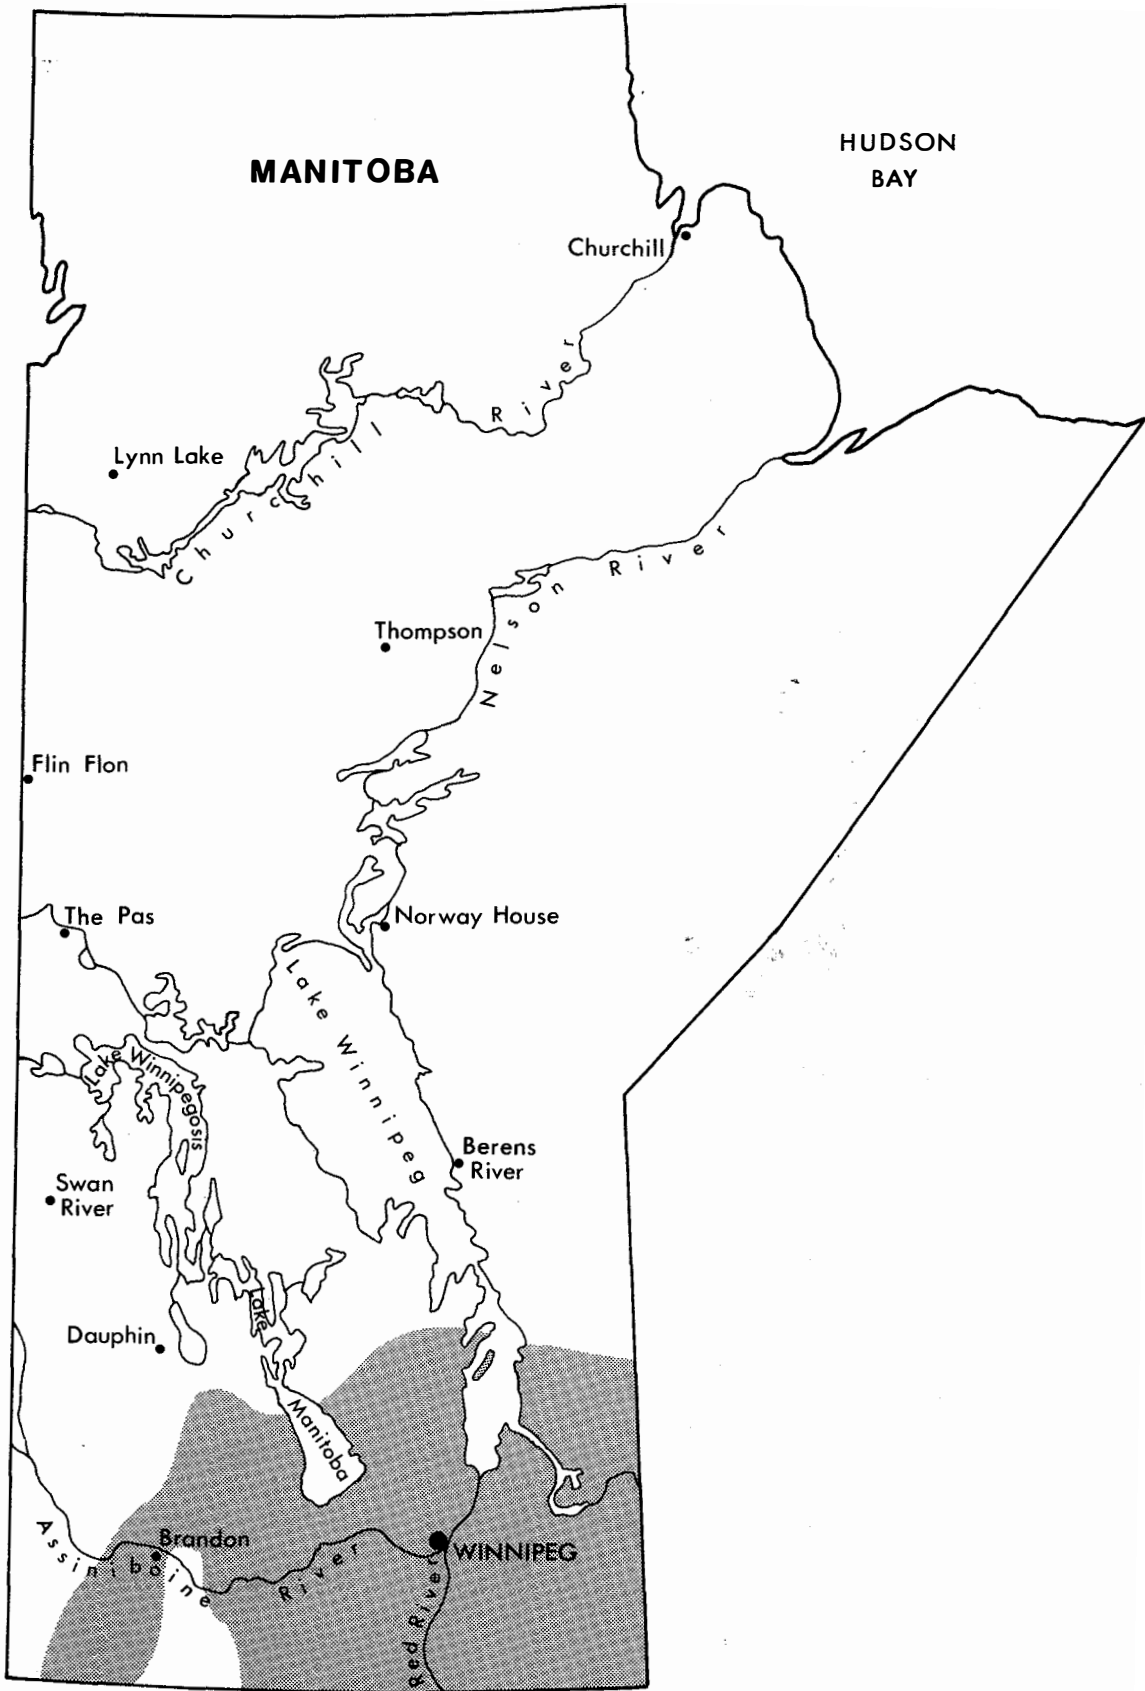 MANITOBA
HUDSON
BAY
Churchill
Churchill River
Lynn Lake
Nelson River
Thompson
Flin Flon
The Pas
Norway House
Lake Winnipeg
Lake Winnipegosis
Berens
River
Swan
River
Dauphin
Lake
Manitoba
Assiniboine River
Brandon
WINNIPEG
Red River